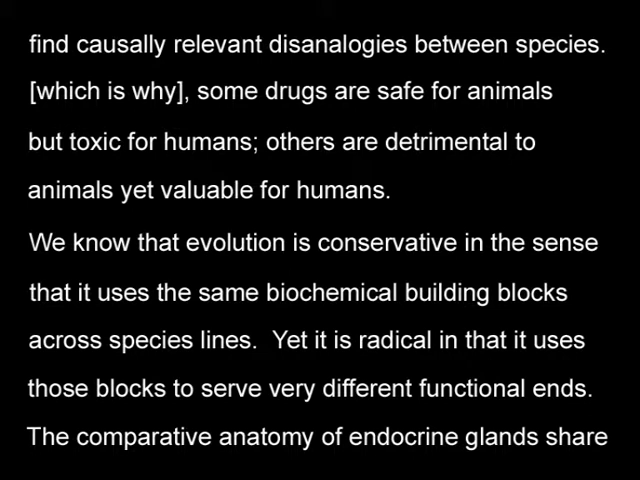 find causally relevant disanalogies between species.
[which is why], some drugs are safe for animals
but toxic for humans; others are detrimental to
animals yet valuable for humans.
We know that evolution is conservative in the sense
that it uses the same biochemical building blocks
across species lines.  Yet it is radical in that it uses
those blocks to serve very different functional ends.
The comparative anatomy of endocrine glands share